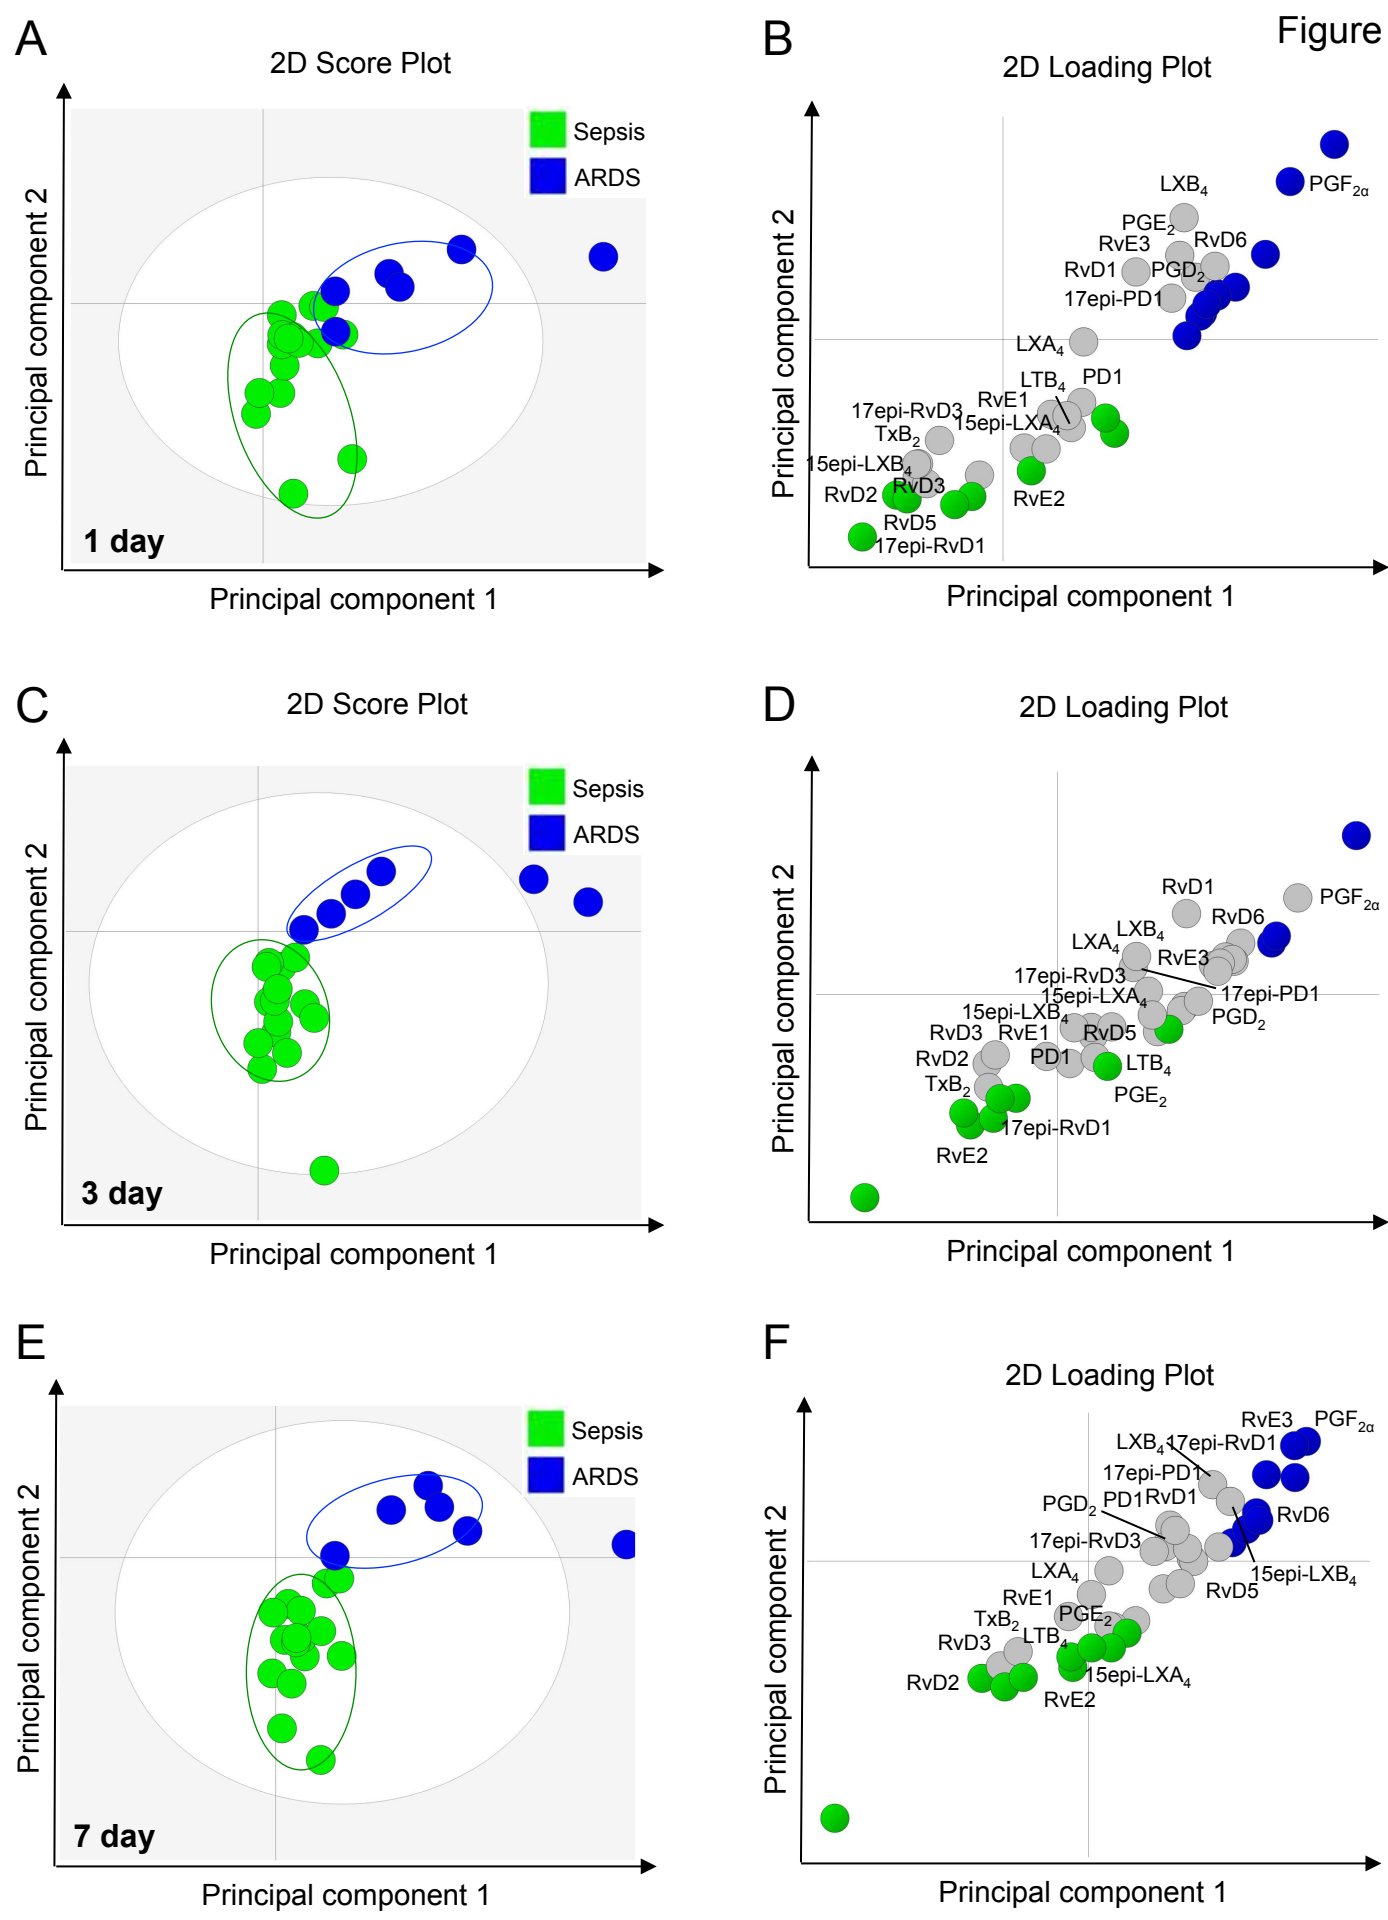 Figure
A
2D Score Plot
Sepsis
ARDS
Principal component 2
1 day
Principal component 1
B
2D Loading Plot
PGF2α
LXB4
PGE2
RvE3
RvD6
RvD1
PGD2
17epi-PD1
LXA4
LTB4
PD1
RvE1
17epi-RvD3
15epi-LXA4
TxB2
15epi-LXB4
RvD3
RvD2
RvE2
RvD5
17epi-RvD1
Principal component 2
Principal component 1
C
2D Score Plot
Sepsis
ARDS
Principal component 2
3 day
Principal component 1
D
2D Loading Plot
RvD1
PGF2α
RvD6
LXB4
LXA4
RvE3
17epi-RvD3
17epi-PD1
15epi-LXA4
15epi-LXB4
PGD2
RvD3
RvE1
RvD5
RvD2
PD1
LTB4
TxB2
PGE2
17epi-RvD1
RvE2
Principal component 2
Principal component 1
E
2D Score Plot
Sepsis
ARDS
Principal component 2
7 day
Principal component 1
F
2D Loading Plot
RvE3
PGF2α
LXB4
17epi-RvD1
17epi-PD1
PGD2
PD1
RvD1
RvD6
17epi-RvD3
LXA4
15epi-LXB4
RvD5
RvE1
TxB2
PGE2
RvD3
LTB4
15epi-LXA4
RvD2
RvE2
Principal component 2
Principal component 1